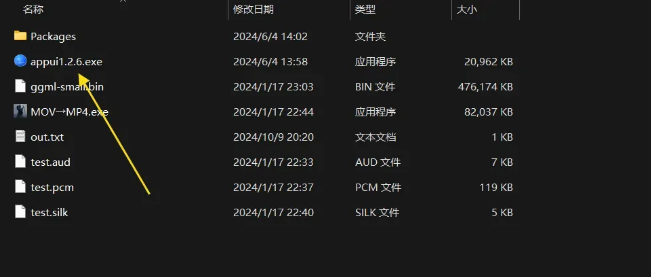 名称 修改日期 类型 大小
Packages 2024/6/4 14:02 文件夹
appui1.2.6.exe 2024/6/4 13:58 应用程序 20,962 KB
ggml-small.bin 2024/1/17 23:03 BIN 文件 476,174 KB
MOV→MP4.exe 2024/1/17 22:44 应用程序 82,037 KB
out.txt 2024/10/9 20:20 文本文档 1 KB
test.aud 2024/1/17 22:33 AUD 文件 7 KB
test.pcm 2024/1/17 22:37 PCM 文件 119 KB
test.silk 2024/1/17 22:40 SILK 文件 5 KB